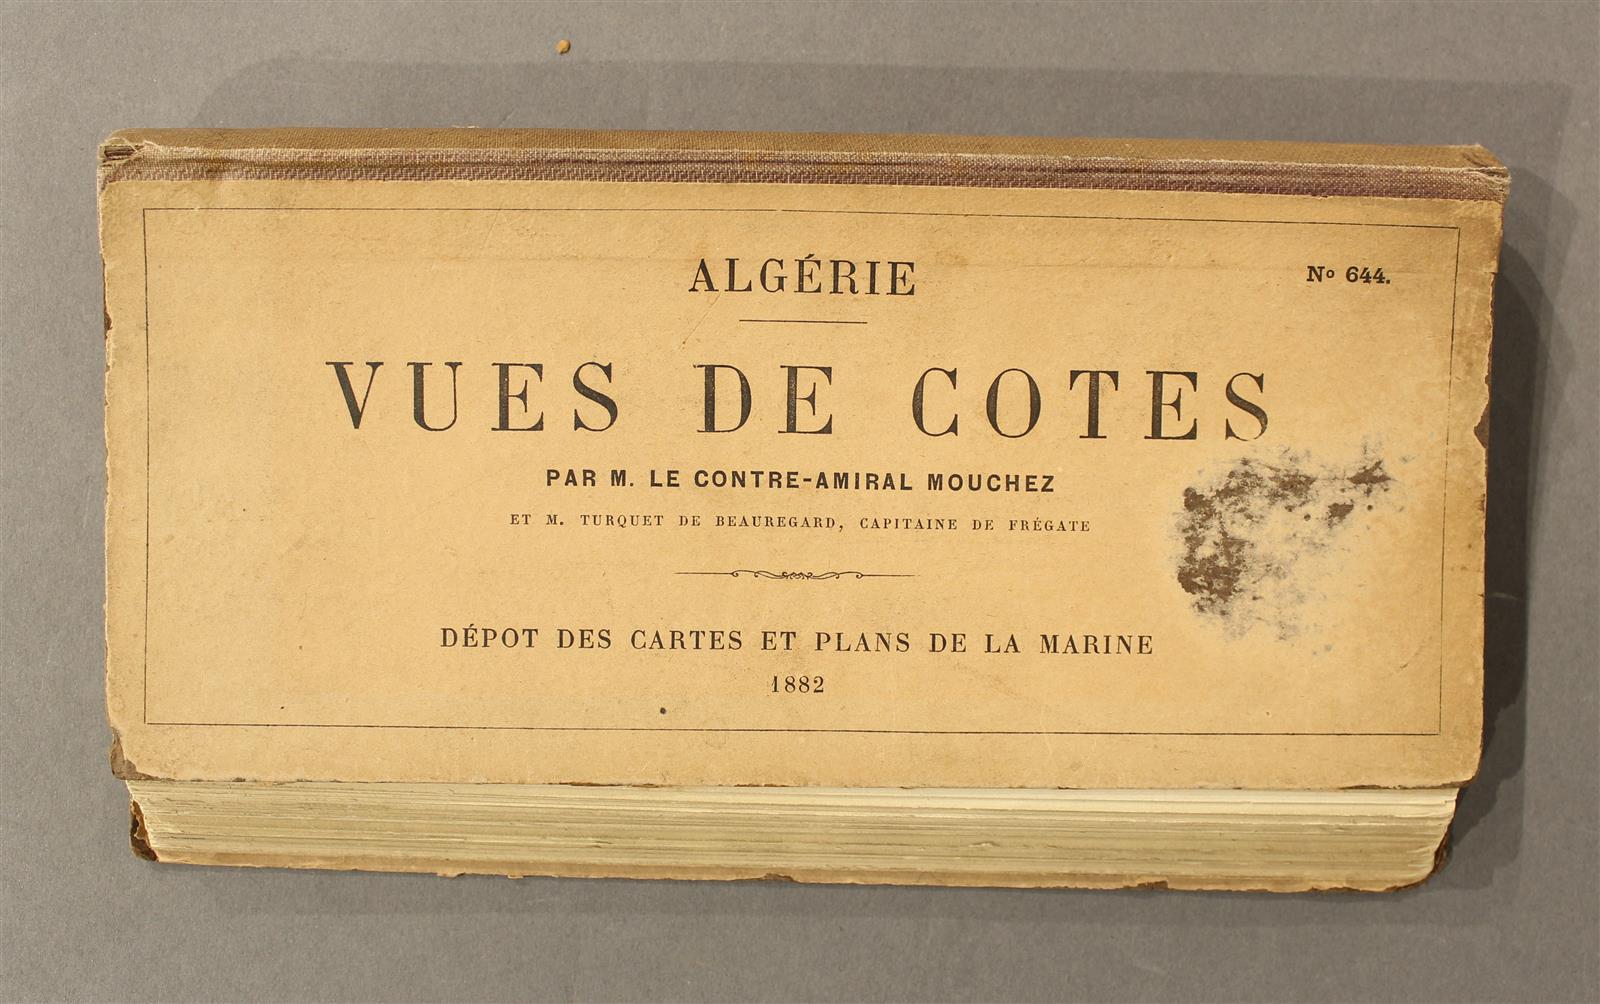 ALGÉRIE
Nº 644.
VUES DE COTES
PAR M. LE CONTRE-AMIRAL MOUCHEZ
ET M. TURQUET DE BEAUREGARD, CAPITAINE DE FRÉGATE
DÉPOT DES CARTES ET PLANS DE LA MARINE
1882